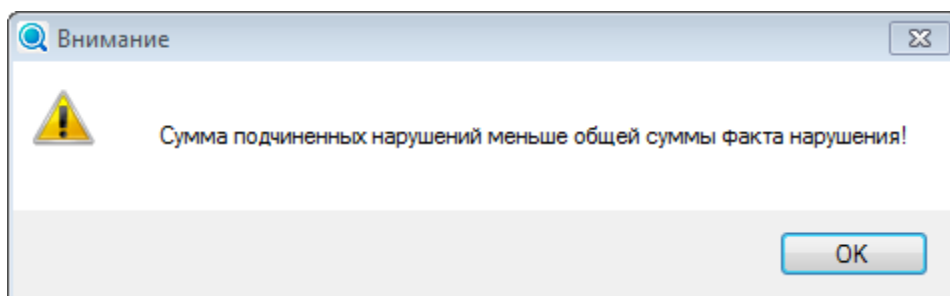 Внимание
Сумма подчиненных нарушений меньше общей суммы факта нарушения!
OK